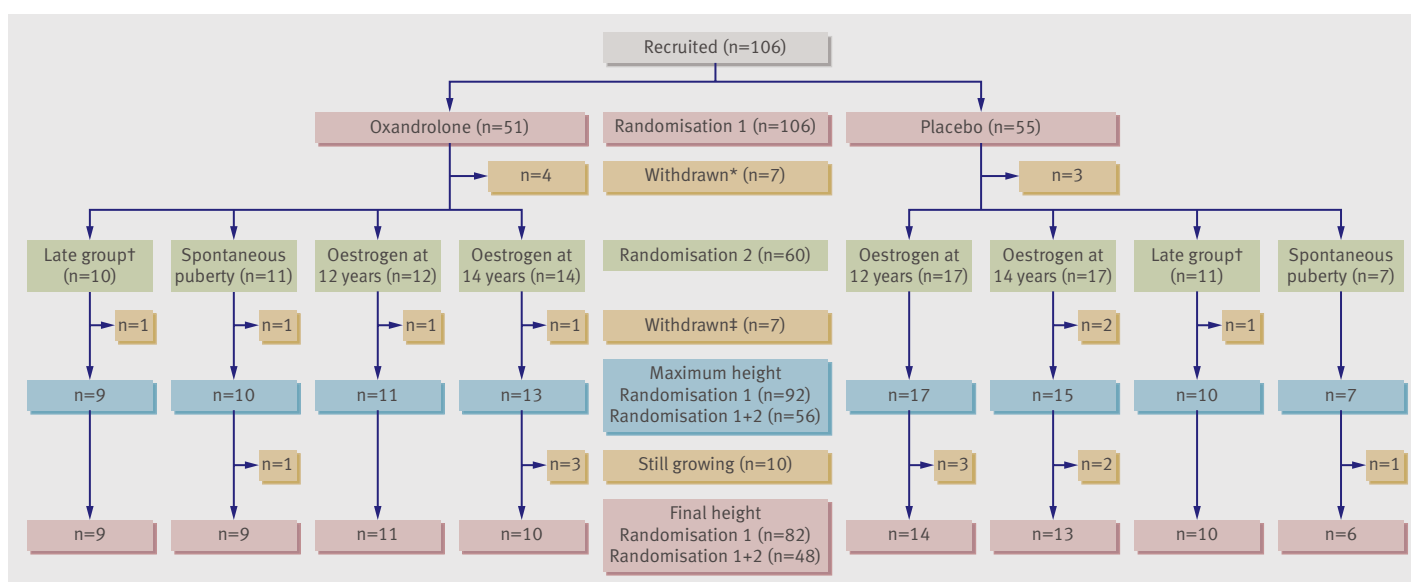 Recruited (n=106)
Oxandrolone (n=51)
Randomisation 1 (n=106)
Placebo (n=55)
n=4
Withdrawn* (n=7)
n=3
Late group†
(n=10)
Spontaneous
puberty (n=11)
Oestrogen at
12 years (n=12)
Oestrogen at
14 years (n=14)
Randomisation 2 (n=60)
Oestrogen at
12 years (n=17)
Oestrogen at
14 years (n=17)
Late group†
(n=11)
Spontaneous
puberty (n=7)
n=1
n=1
n=1
n=1
Withdrawn‡ (n=7)
n=2
n=1
n=9
n=10
n=11
n=13
Maximum height
Randomisation 1 (n=92)
Randomisation 1+2 (n=56)
n=17
n=15
n=10
n=7
n=1
n=3
Still growing (n=10)
n=3
n=2
n=1
n=9
n=9
n=11
n=10
Final height
Randomisation 1 (n=82)
Randomisation 1+2 (n=48)
n=14
n=13
n=10
n=6